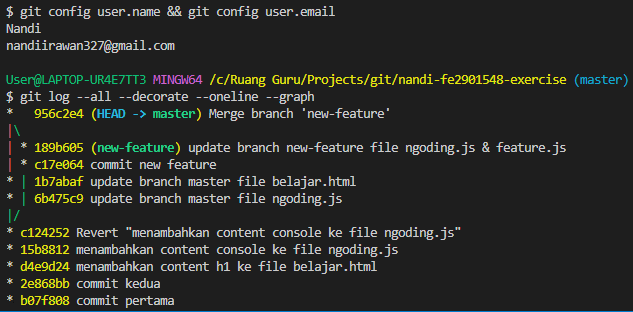 $ git config user.name && git config user.email
Nandi
nandiirawan327@gmail.com
User@LAPTOP-UR4E7TT3 MINGW64 /c/Ruang Guru/Projects/git/nandi-fe2901548-exercise (master)
$ git log --all --decorate --oneline --graph
*   956c2e4 (HEAD -> master) Merge branch 'new-feature'
|\
| * 189b605 (new-feature) update branch new-feature file ngoding.js & feature.js
| * c17e064 commit new feature
* | 1b7abaf update branch master file belajar.html
* | 6b475c9 update branch master file ngoding.js
|/
* c124252 Revert "menambahkan content console ke file ngoding.js"
* 15b8812 menambahkan content console ke file ngoding.js
* d4e9d24 menambahkan content h1 ke file belajar.html
* 2e868bb commit kedua
* b07f808 commit pertama